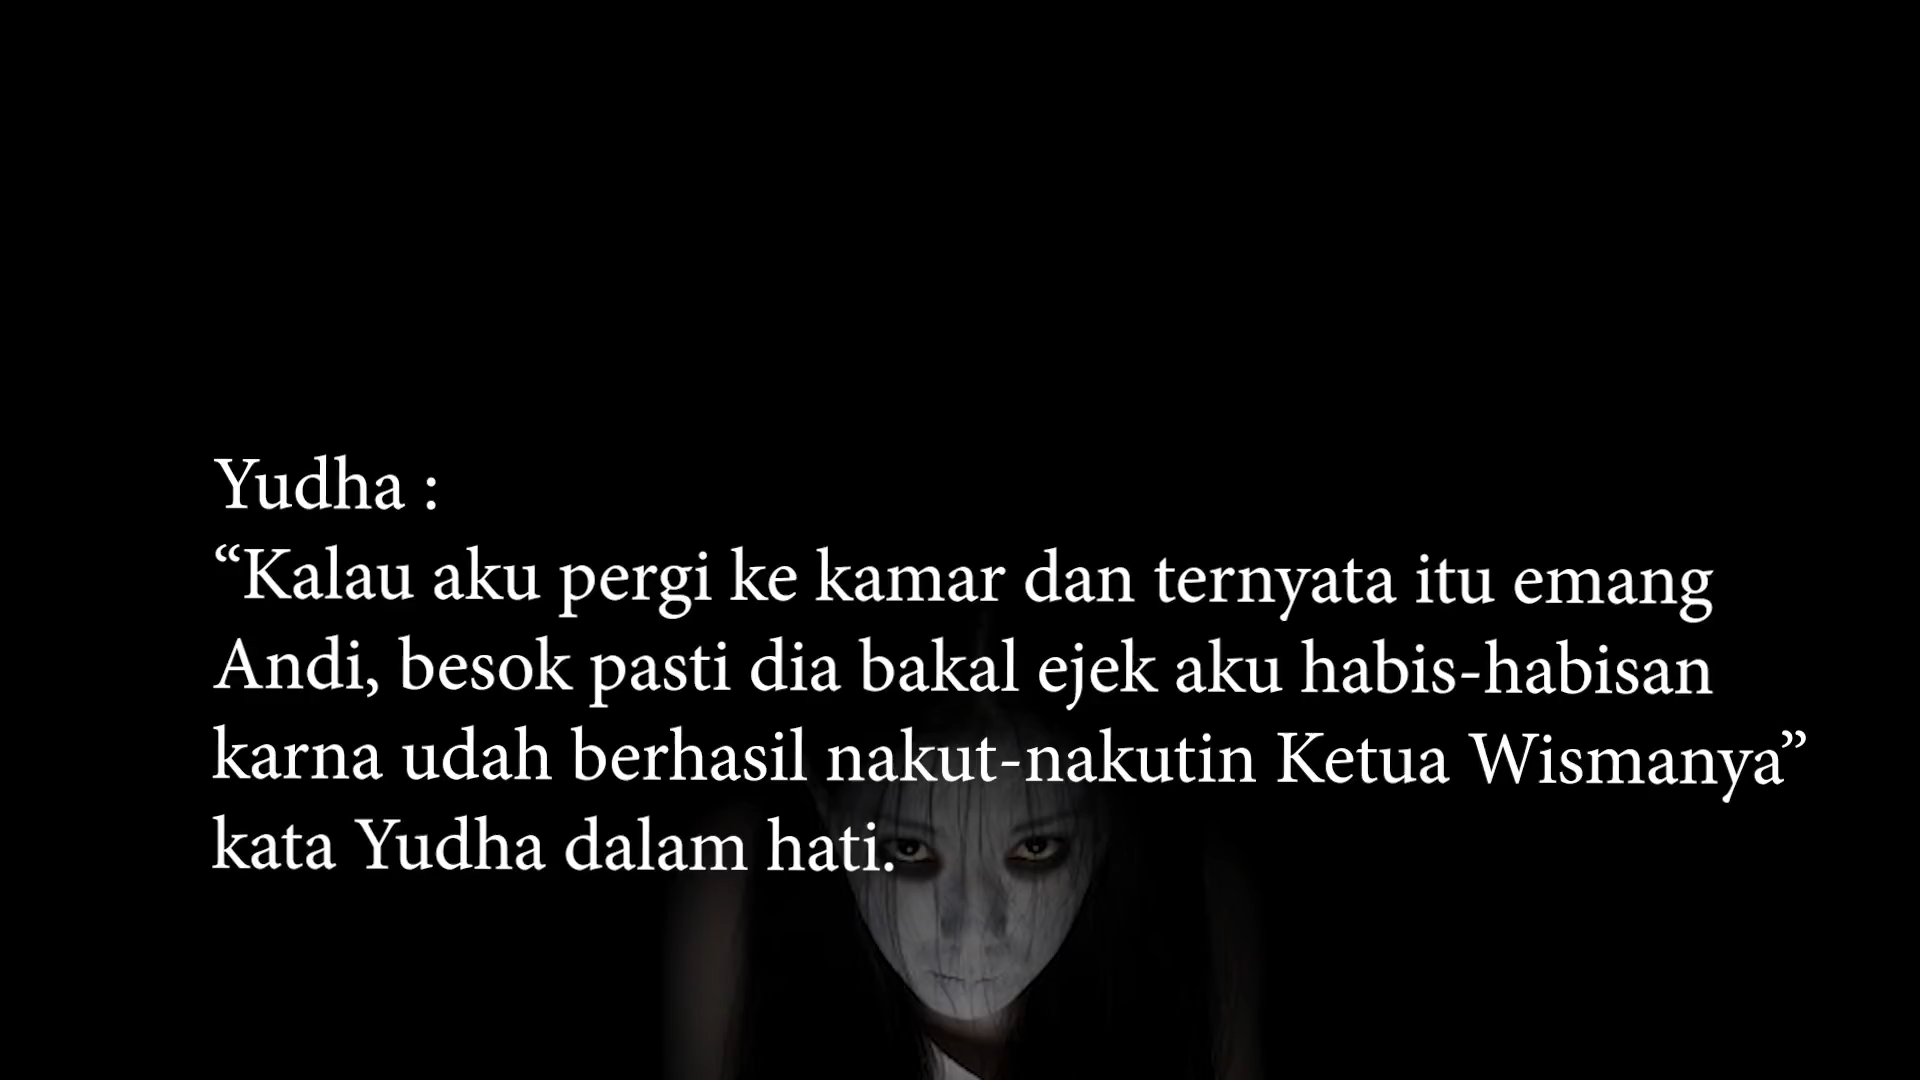 Yudha :
“Kalau aku pergi ke kamar dan ternyata itu emang
Andi, besok pasti dia bakal ejek aku habis-habisan
karna udah berhasil nakut-nakutin Ketua Wismanya”
kata Yudha dalam hati.